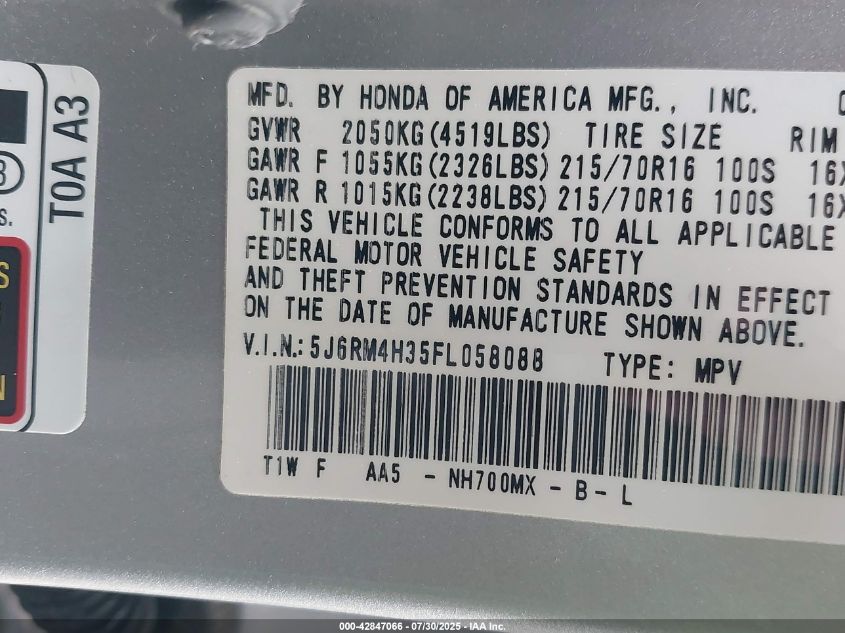 MFD. BY HONDA OF AMERICA MFG., INC.
GVWR 2050KG(4519LBS) TIRE SIZE RIM
GAWR F 1055KG(2326LBS) 215/70R16 100S 16X
GAWR R 1015KG(2238LBS) 215/70R16 100S 16X
THIS VEHICLE CONFORMS TO ALL APPLICABLE
FEDERAL MOTOR VEHICLE SAFETY
AND THEFT PREVENTION STANDARDS IN EFFECT
ON THE DATE OF MANUFACTURE SHOWN ABOVE.
V.I.N.: 5J6RM4H35FL058088 TYPE: MPV
T1W F AA5 - NH700MX - B - L
T0A A3
000-42847066 - 07/30/2025 - IAA Inc.